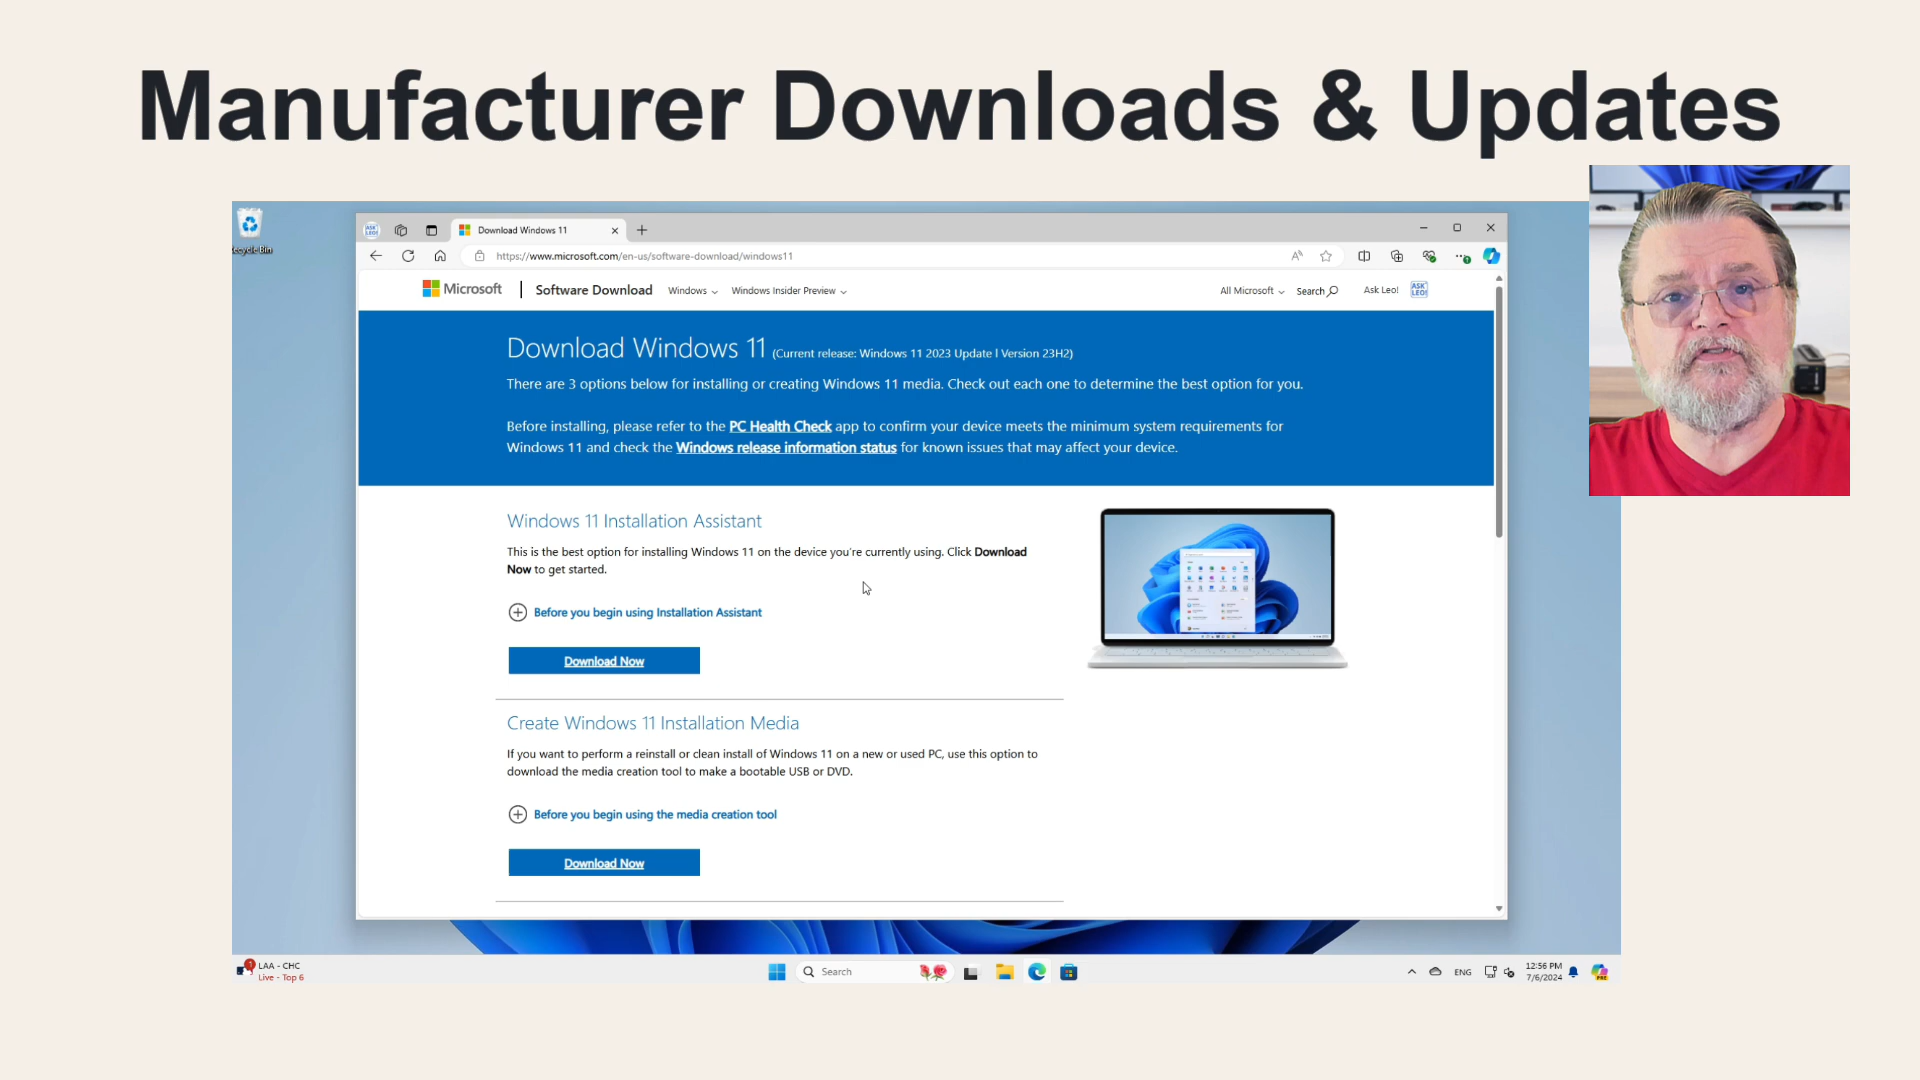 Manufacturer Downloads & Updates
Recycle Bin
ASK LEO!
Download Windows 11
https://www.microsoft.com/en-us/software-download/windows11
Microsoft | Software Download Windows Windows Insider Preview All Microsoft Search Ask Leo! ASK LEO!
Download Windows 11 (Current release: Windows 11 2023 Update l Version 23H2)
There are 3 options below for installing or creating Windows 11 media. Check out each one to determine the best option for you.
Before installing, please refer to the PC Health Check app to confirm your device meets the minimum system requirements for
Windows 11 and check the Windows release information status for known issues that may affect your device.
Windows 11 Installation Assistant
This is the best option for installing Windows 11 on the device you're currently using. Click Download
Now to get started.
Before you begin using Installation Assistant
Download Now
Create Windows 11 Installation Media
If you want to perform a reinstall or clean install of Windows 11 on a new or used PC, use this option to
download the media creation tool to make a bootable USB or DVD.
Before you begin using the media creation tool
Download Now
LAA - CHC
Live - Top 6
Search
ENG
12:56 PM
7/6/2024